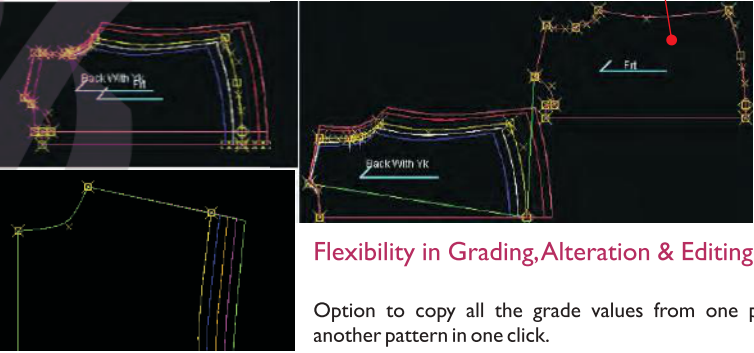 Back With Yk
Frt
Frt
Back With Yk
Flexibility in Grading, Alteration & Editing
Option to copy all the grade values from one
another pattern in one click.